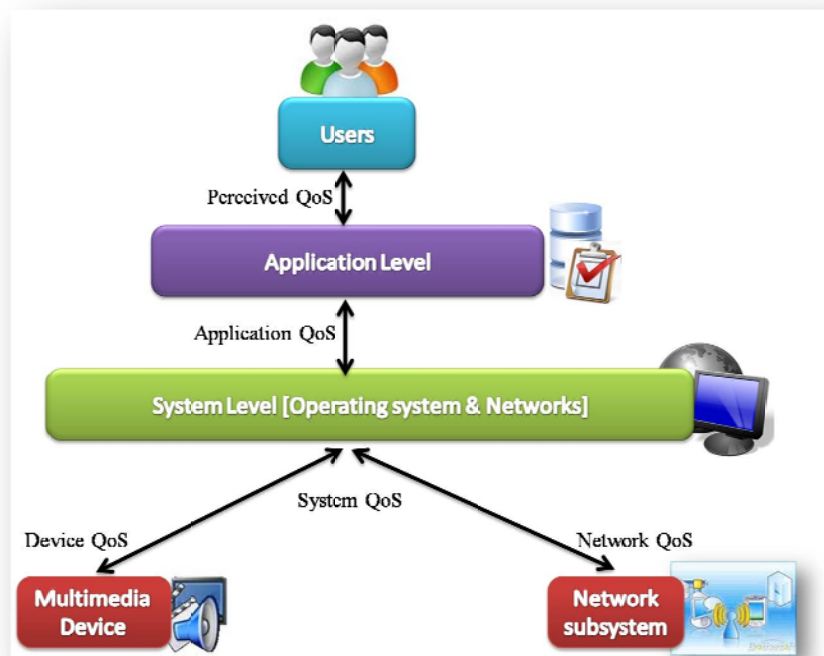 Users
Perceived QoS
Application Level
Application QoS
System Level [Operating system & Networks]
System QoS
Device QoS
Network QoS
Multimedia
Device
Network
subsystem